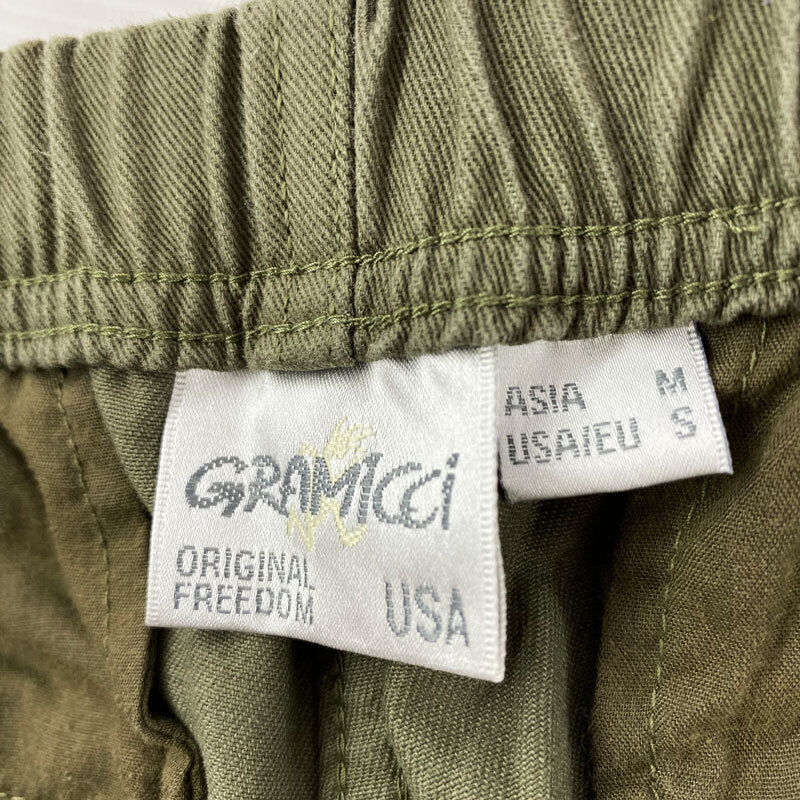 GRAMICCI
ORIGINAL
FREEDOM
USA
ASIA M
USA/EU S